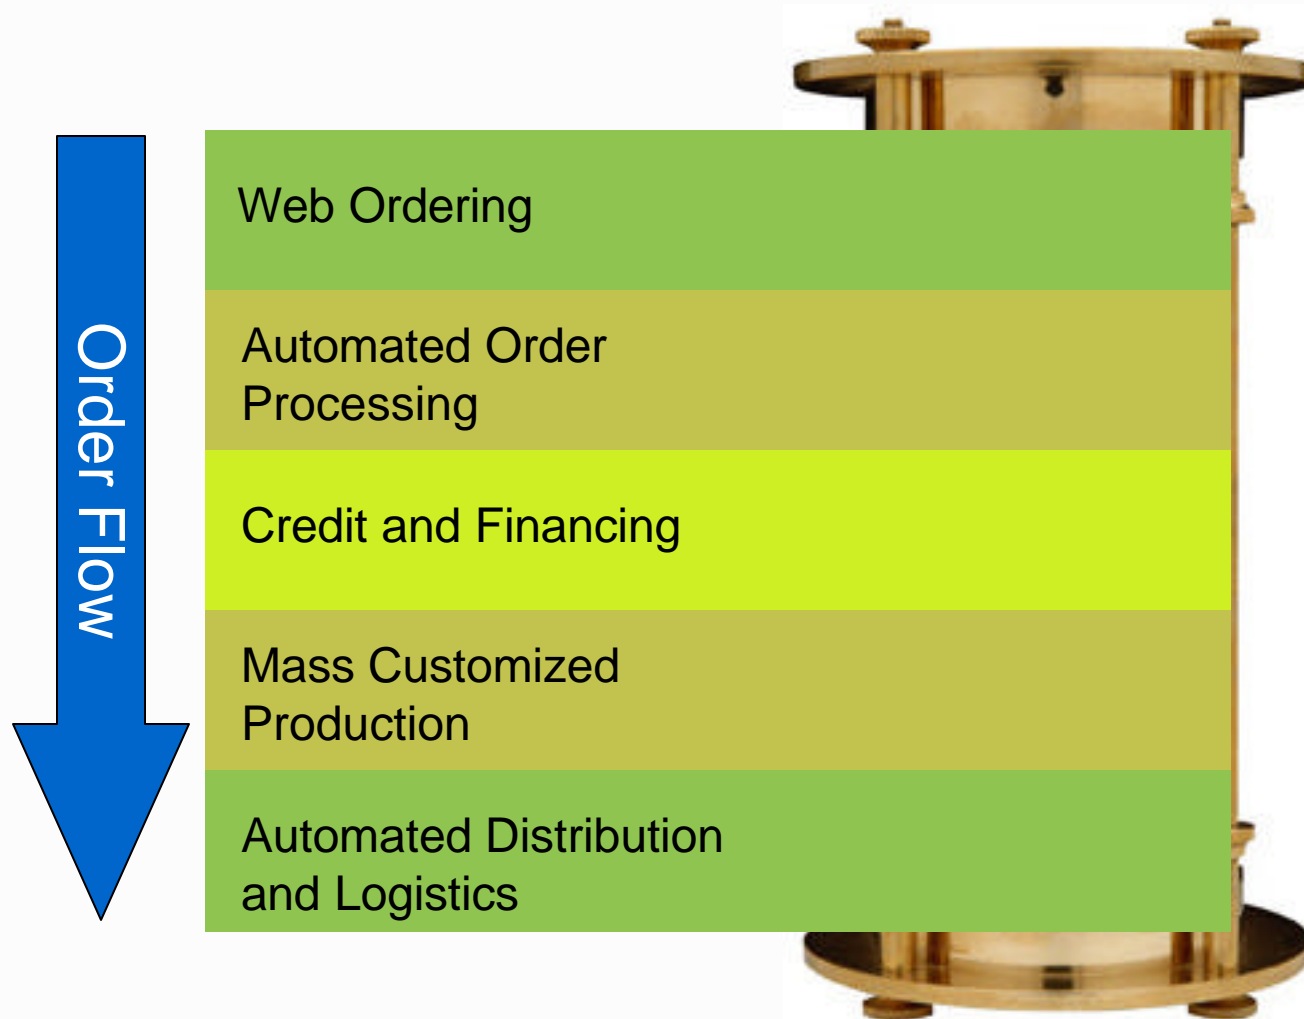 Order Flow
Web Ordering
Automated Order
Processing
Credit and Financing
Mass Customized
Production
Automated Distribution
and Logistics